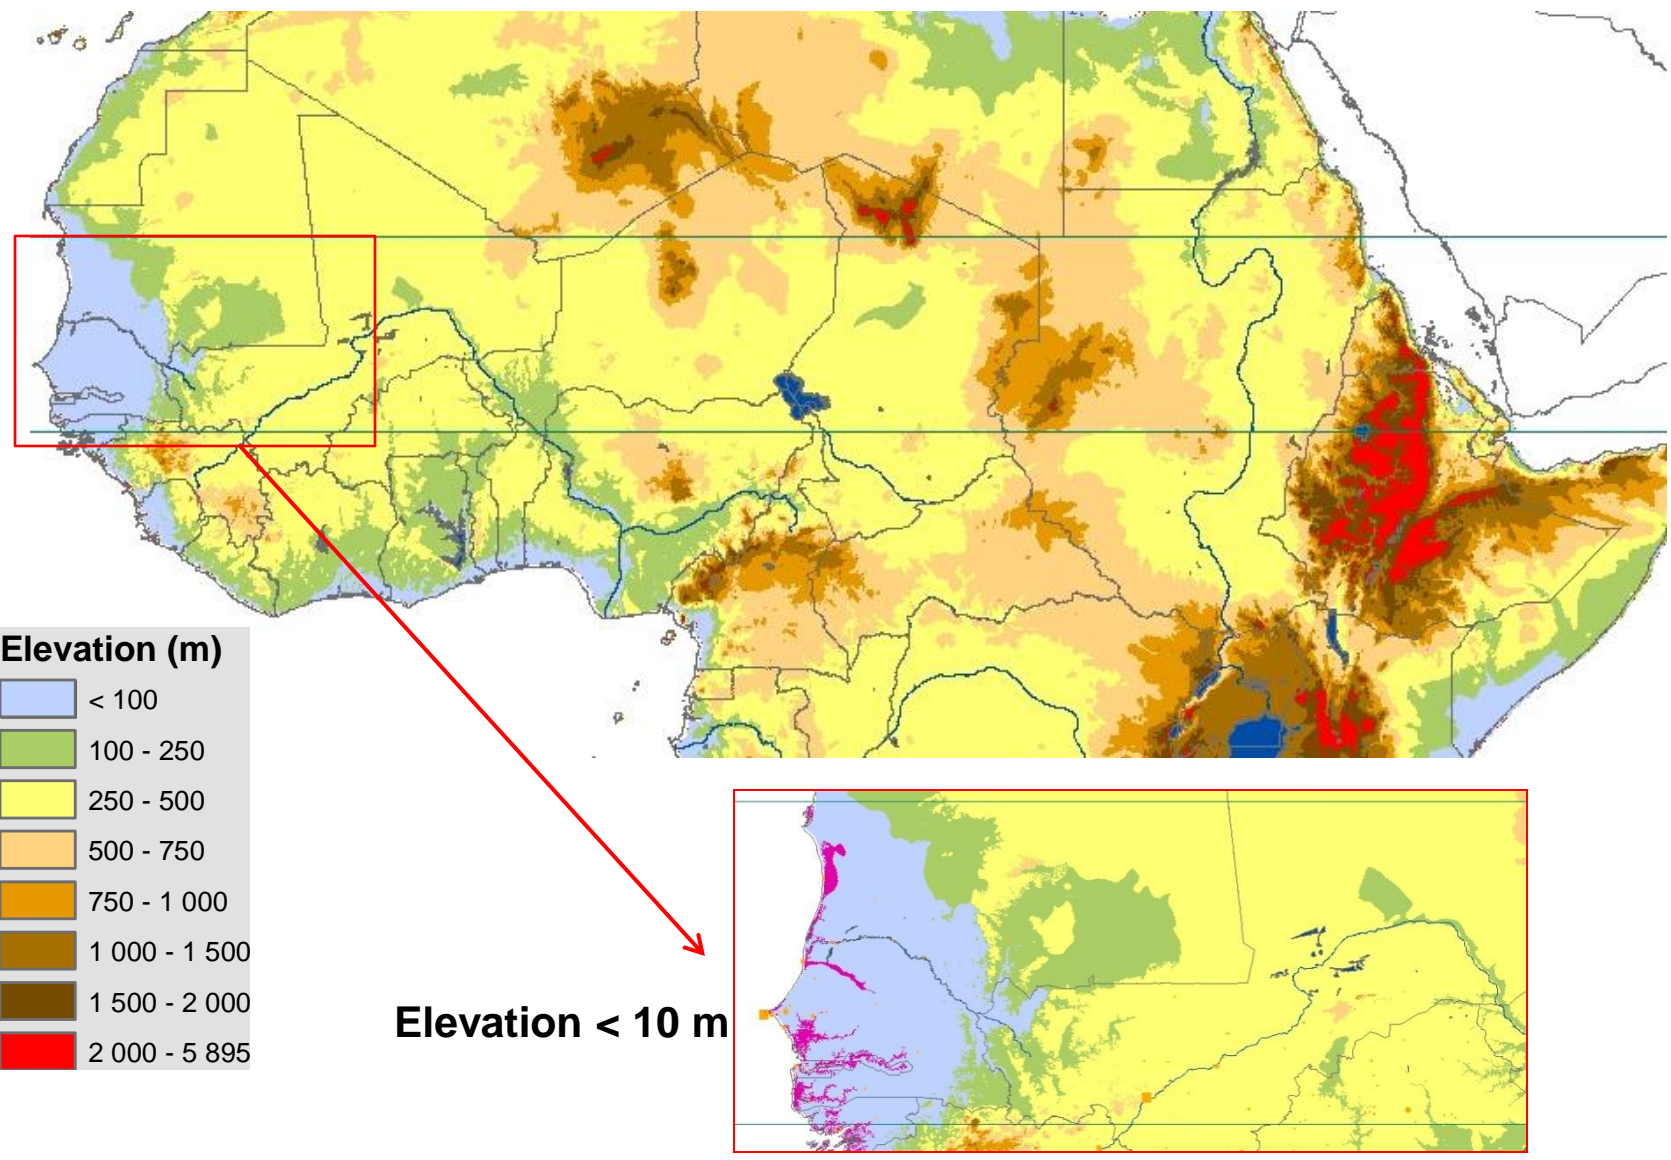 Elevation (m)
< 100
100 - 250
250 - 500
500 - 750
750 - 1 000
1 000 - 1 500
1 500 - 2 000
2 000 - 5 895
Elevation < 10 m